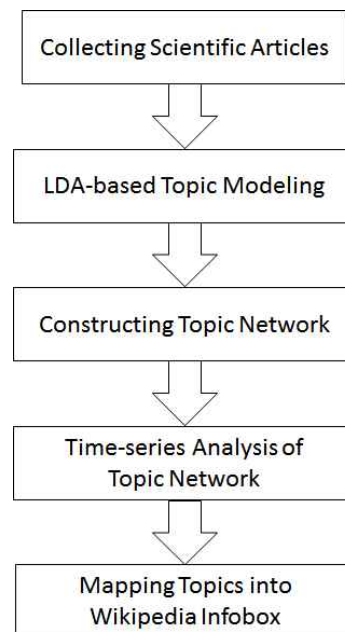 Collecting Scientific Articles
LDA-based Topic Modeling
Constructing Topic Network
Time-series Analysis of
Topic Network
Mapping Topics into
Wikipedia Infobox